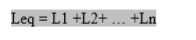 Leq = L1 +L2+ … +Ln